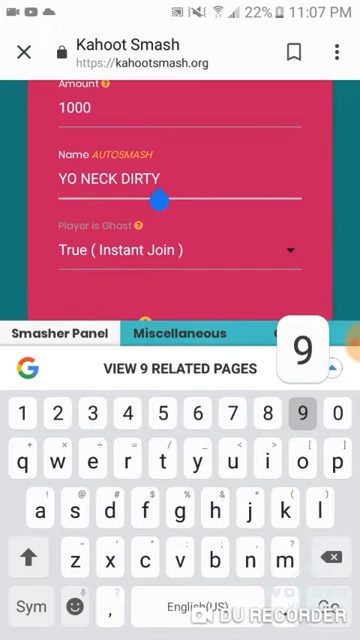 22% 11:07 PM
Kahoot Smash
https://kahootsmash.org
Amount ?
1000
Name AUTOSMASH
YO NECK DIRTY
Player is Ghost ?
True ( Instant Join )
Smasher Panel Miscellaneous
9
G VIEW 9 RELATED PAGES
1 2 3 4 5 6 7 8 9 0
+ × ÷ = / _ < > [ ]
q w e r t y u i o p
! @ # $ % & * ( )
a s d f g h j k l
- ' " : ; , ?
z x c v b n m
Sym , English(US) . Go
DU RECORDER